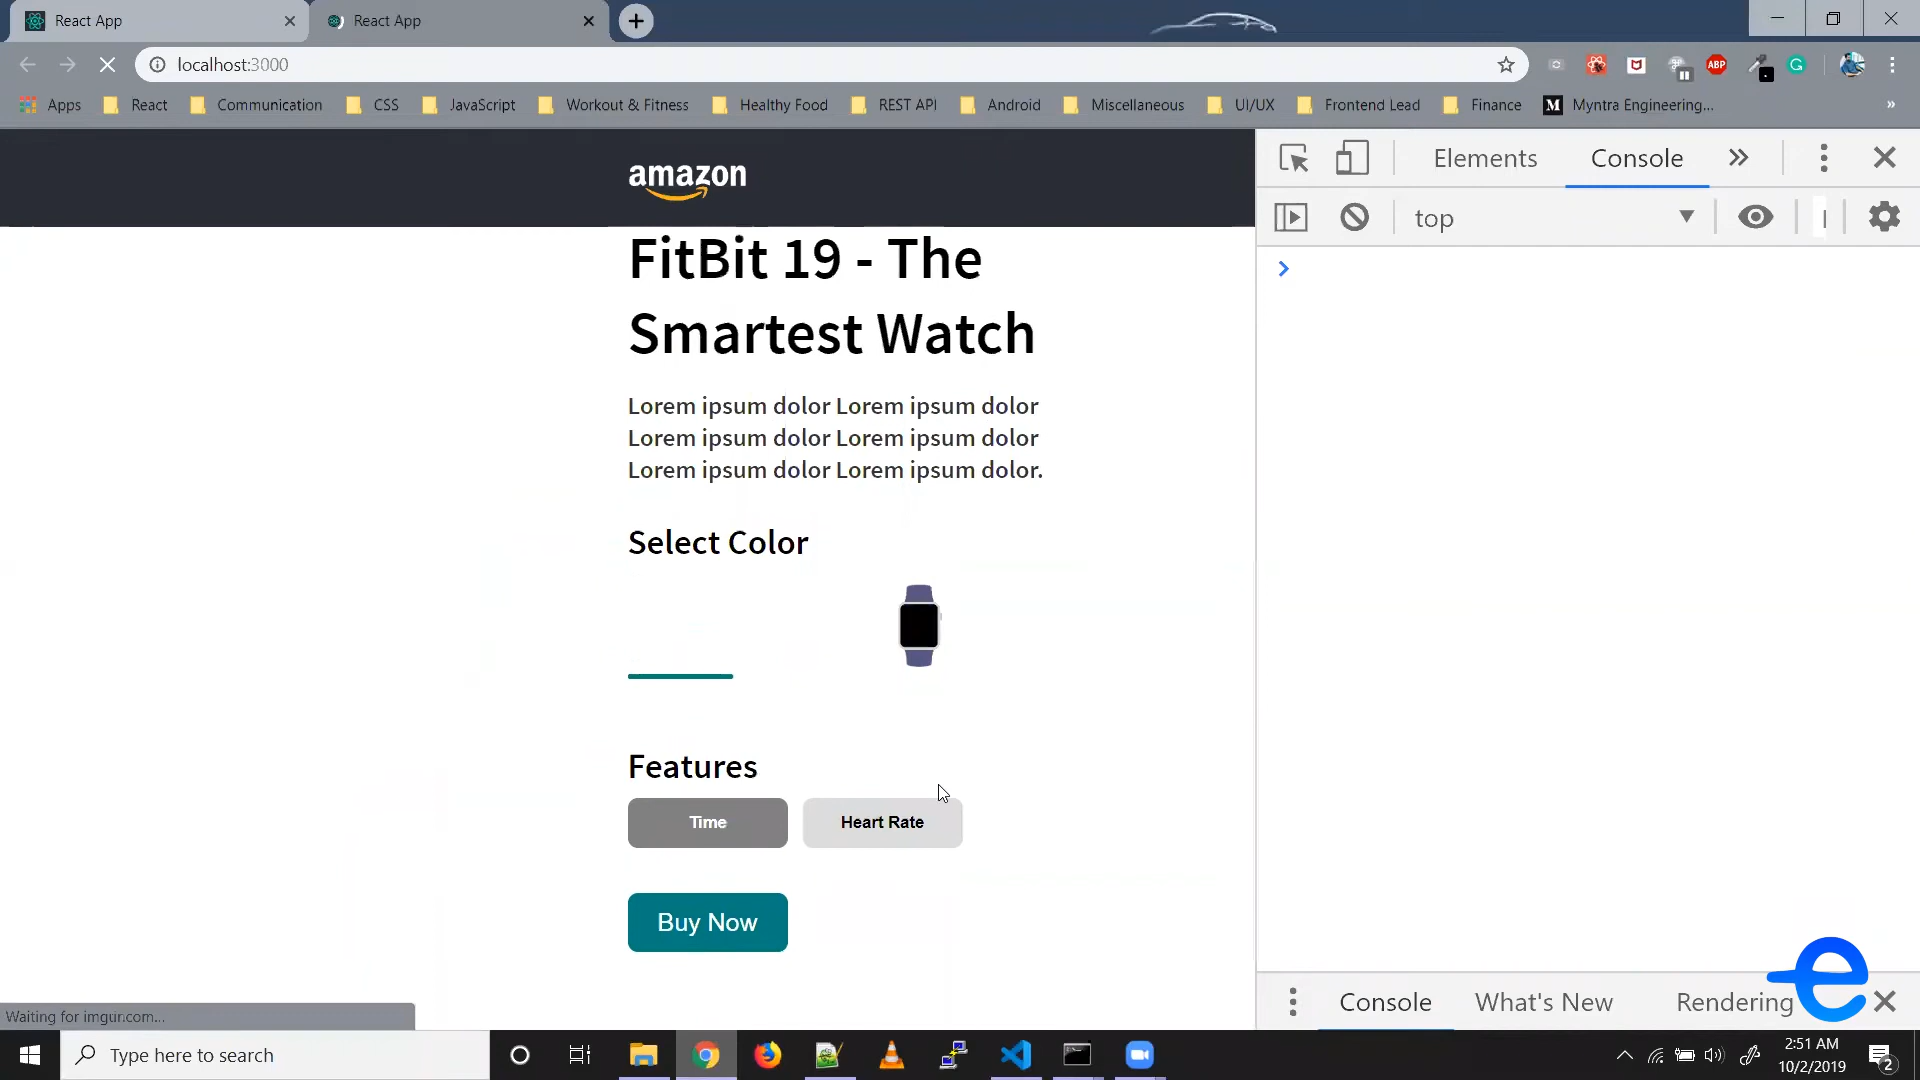 React App
React App
localhost:3000
ABP
G
Apps
React
Communication
CSS
JavaScript
Workout & Fitness
Healthy Food
REST API
Android
Miscellaneous
UI/UX
Frontend Lead
Finance
M
Myntra Engineering...
»
amazon
Elements
Console
top
FitBit 19 - The
Smartest Watch
Lorem ipsum dolor Lorem ipsum dolor
Lorem ipsum dolor Lorem ipsum dolor
Lorem ipsum dolor Lorem ipsum dolor.
Select Color
Features
Time
Heart Rate
Buy Now
Waiting for imgur.com...
Console
What's New
Rendering
e
Type here to search
2:51 AM
10/2/2019
2